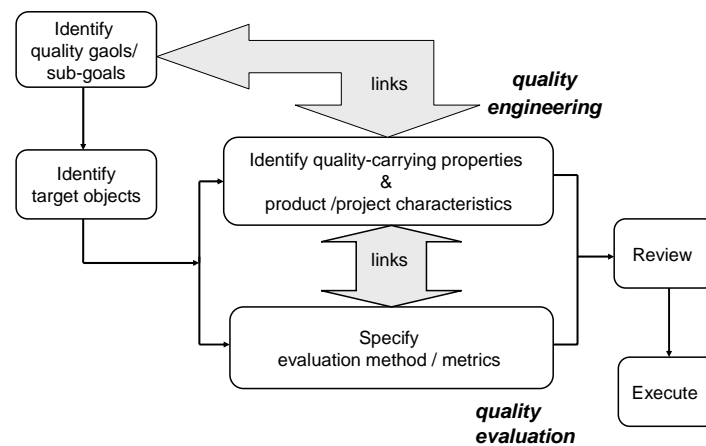 Identify
quality gaols/
sub-goals
links
quality
engineering
Identify
target objects
Identify quality-carrying properties
&
product /project characteristics
links
Review
Specify
evaluation method / metrics
Execute
quality
evaluation